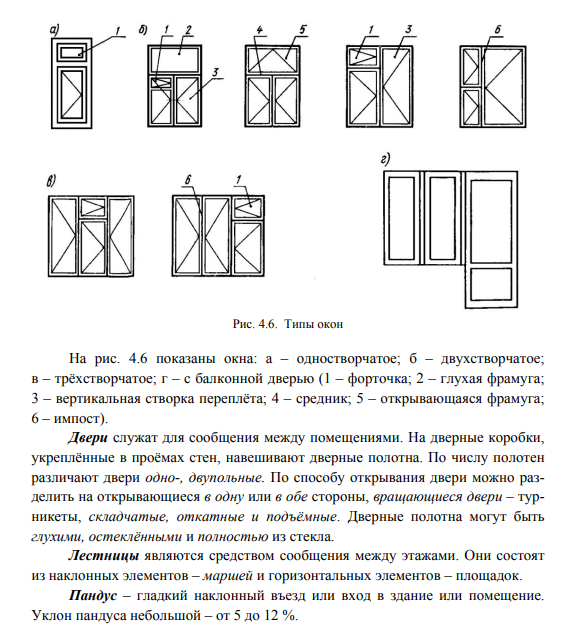 а) 1 б) 1 2 3 4 5 1 3 6
в) 6 1 г)
Рис. 4.6. Типы окон
На рис. 4.6 показаны окна: а – одностворчатое; б – двухстворчатое;
в – трёхстворчатое; г – с балконной дверью (1 – форточка; 2 – глухая фрамуга;
3 – вертикальная створка переплёта; 4 – средник; 5 – открывающаяся фрамуга;
6 – импост).
Двери служат для сообщения между помещениями. На дверные коробки,
укреплённые в проёмах стен, навешивают дверные полотна. По числу полотен
различают двери одно-, двупольные. По способу открывания двери можно раз-
делить на открывающиеся в одну или в обе стороны, вращающиеся двери – тур-
никеты, складчатые, откатные и подъёмные. Дверные полотна могут быть
глухими, остеклёнными и полностью из стекла.
Лестницы являются средством сообщения между этажами. Они состоят
из наклонных элементов – маршей и горизонтальных элементов – площадок.
Пандус – гладкий наклонный въезд или вход в здание или помещение.
Уклон пандуса небольшой – от 5 до 12 %.